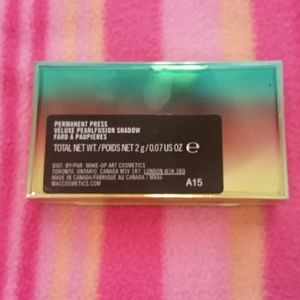 PERMANENT PRESS
VELUXE PEARLFUSION SHADOW
FARD À PAUPIÈRES
TOTAL NET WT./POIDS NET 2 g/0.07 US OZ ℮
DIST. BY/PAR. MAKE-UP ART COSMETICS
TORONTO, ONTARIO, CANADA M5V 1R7, LONDON W1K 3BQ
MADE IN CANADA/FABRIQUÉ AU CANADA / MBA6
MACCOSMETICS.COM
A15